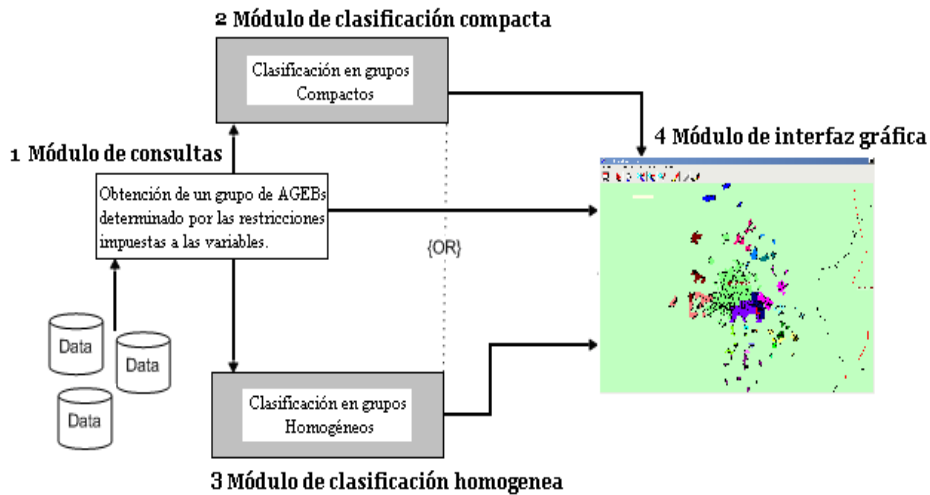 2 Módulo de clasificación compacta
Clasificación en grupos
Compactos
1 Módulo de consultas
4 Módulo de interfaz gráfica
Obtención de un grupo de AGEBs
determinado por las restricciones
impuestas a las variables.
{OR}
Data
Data
Data
Clasificación en grupos
Homogéneos
3 Módulo de clasificación homogenea